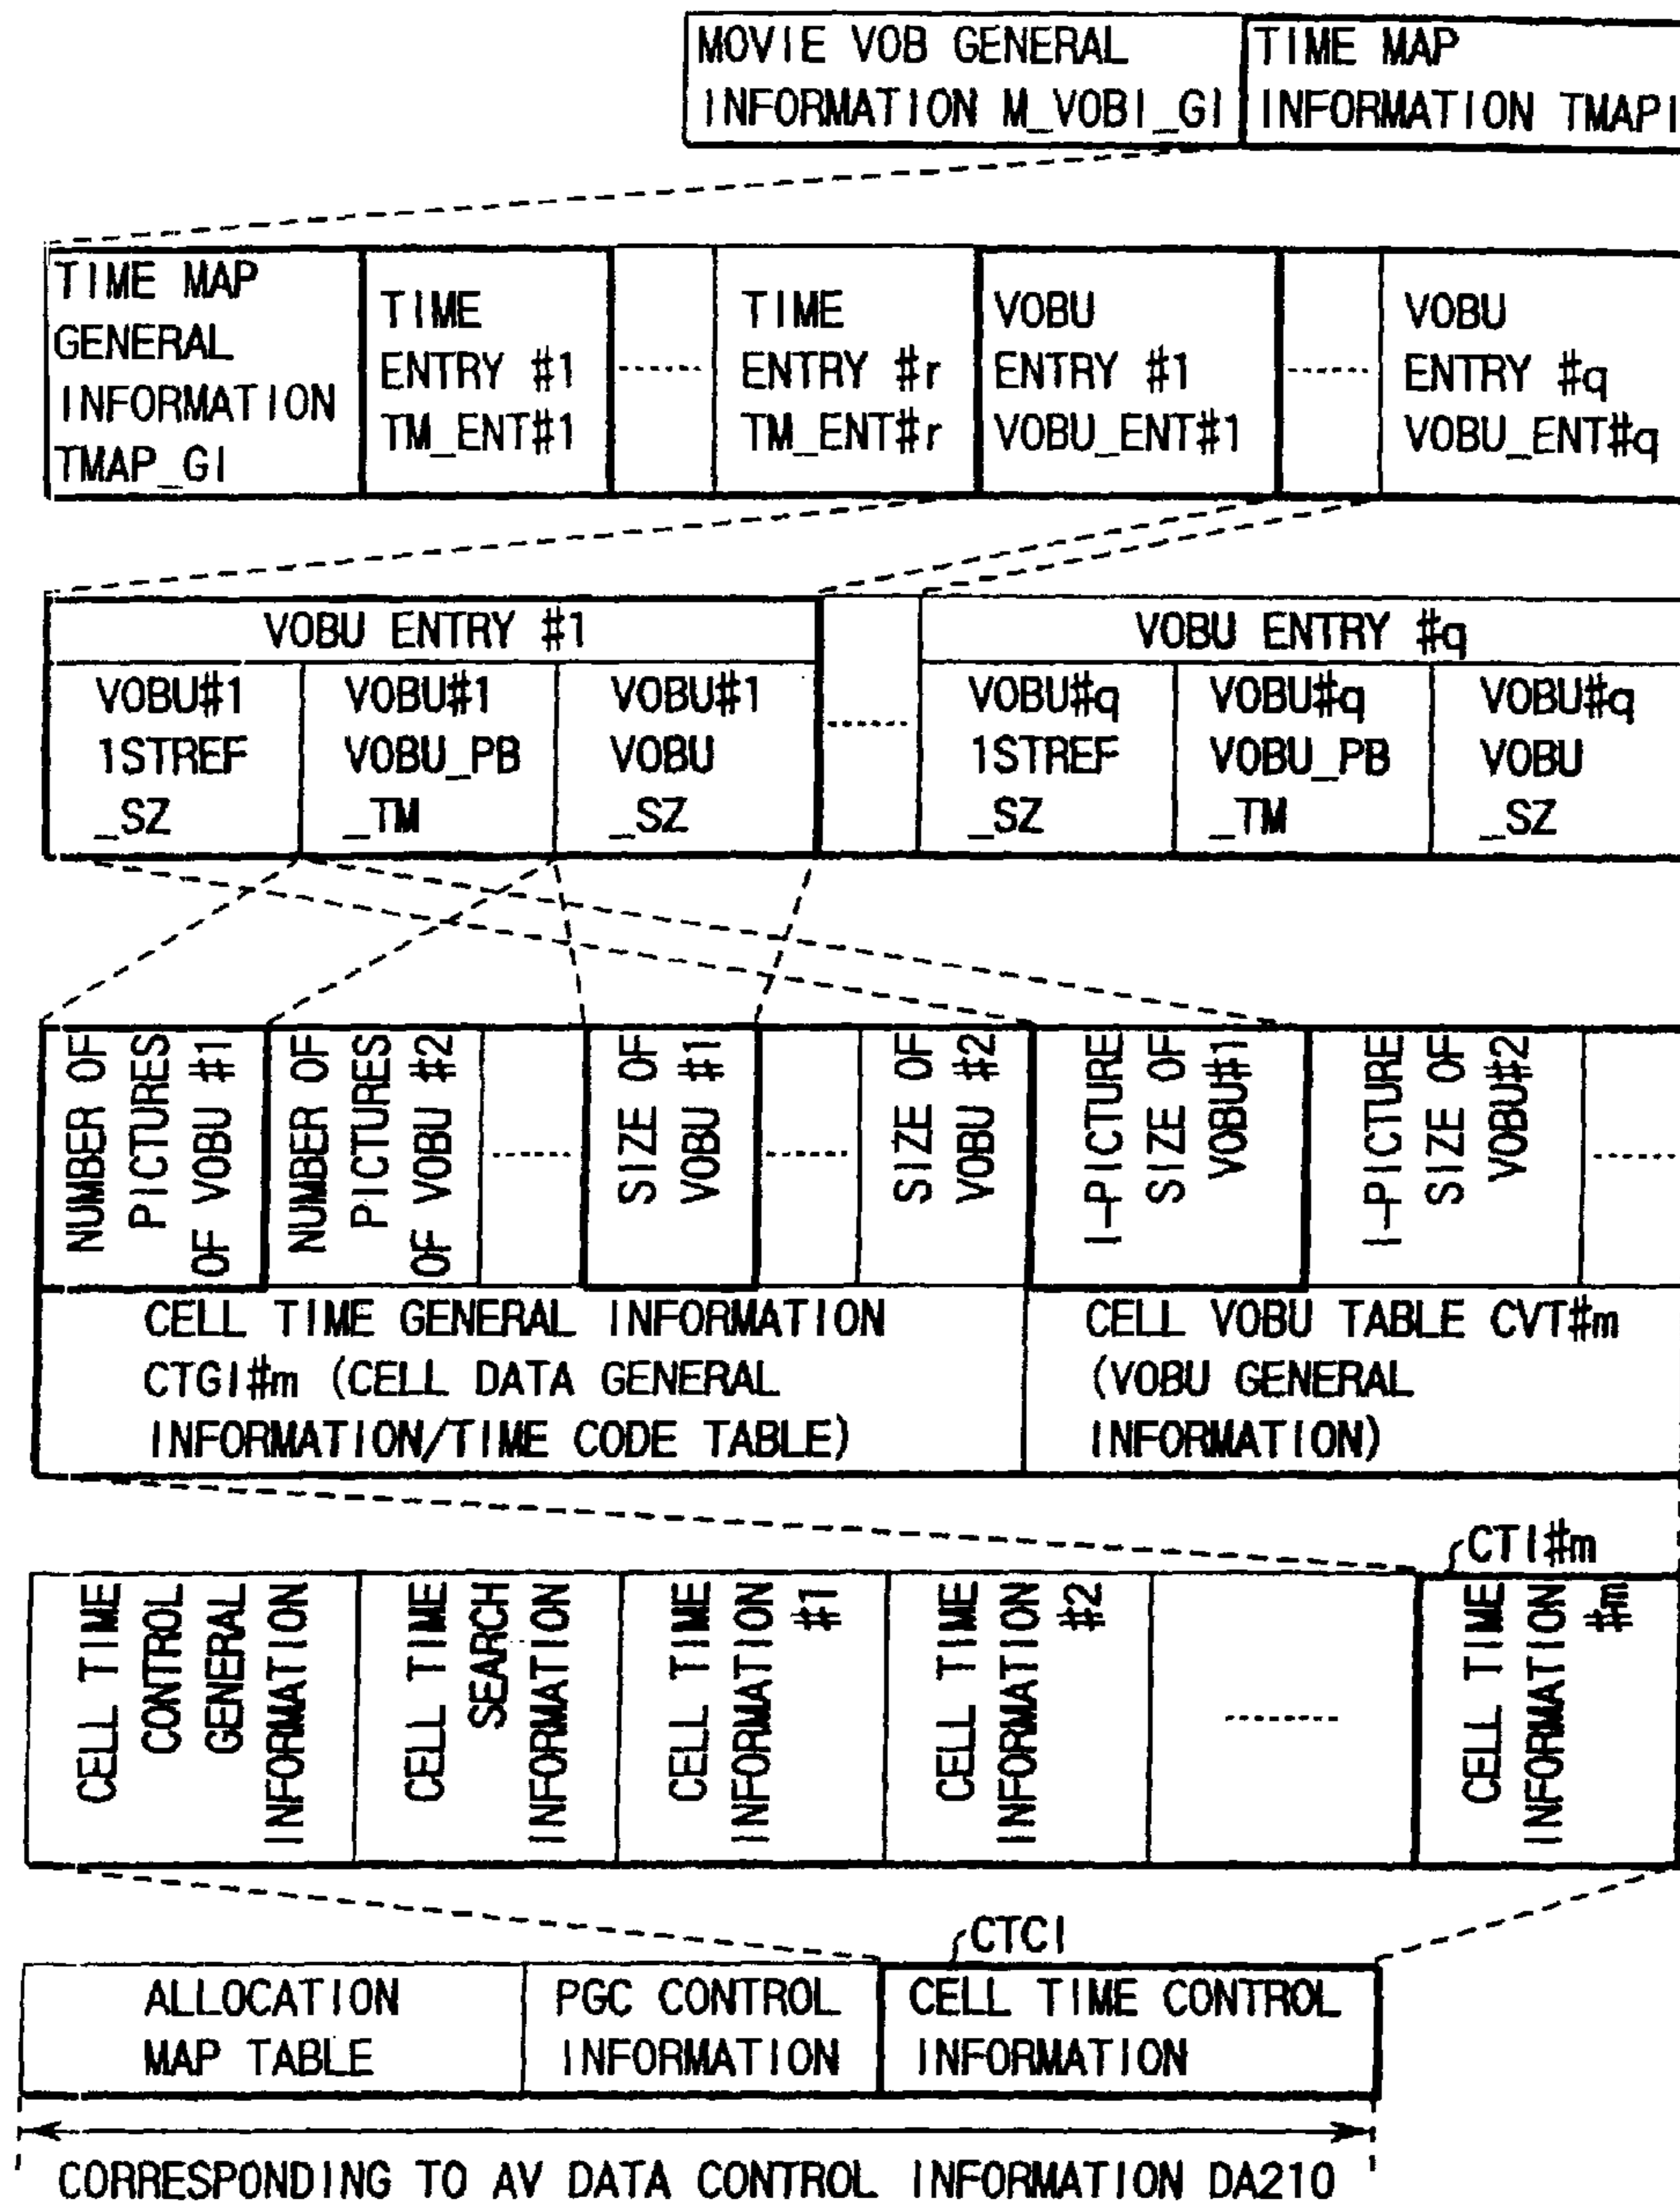 MOVIE VOB GENERAL
INFORMATION M_VOBI_GI
TIME MAP
INFORMATION TMAPI
TIME MAP
GENERAL
INFORMATION
TMAP_GI
TIME
ENTRY #1
TM_ENT#1
TIME
ENTRY #r
TM_ENT#r
VOBU
ENTRY #1
VOBU_ENT#1
VOBU
ENTRY #q
VOBU_ENT#q
VOBU ENTRY #1
VOBU#1
1STREF
_SZ
VOBU#1
VOBU_PB
_TM
VOBU#1
VOBU
_SZ
VOBU ENTRY #q
VOBU#q
1STREF
_SZ
VOBU#q
VOBU_PB
_TM
VOBU#q
VOBU
_SZ
NUMBER OF
PICTURES
OF VOBU #1
NUMBER OF
PICTURES
OF VOBU #2
SIZE OF
VOBU #1
SIZE OF
VOBU #2
I-PICTURE
SIZE OF
VOBU#1
I-PICTURE
SIZE OF
VOBU#2
CELL TIME GENERAL INFORMATION
CTGI#m (CELL DATA GENERAL
INFORMATION/TIME CODE TABLE)
CELL VOBU TABLE CVT#m
(VOBU GENERAL
INFORMATION)
CTI#m
CELL TIME
CONTROL
GENERAL
INFORMATION
CELL TIME
SEARCH
INFORMATION
CELL TIME
INFORMATION
#1
CELL TIME
INFORMATION
#2
CELL TIME
INFORMATION
#m
CTCI
ALLOCATION
MAP TABLE
PGC CONTROL
INFORMATION
CELL TIME CONTROL
INFORMATION
CORRESPONDING TO AV DATA CONTROL INFORMATION DA210